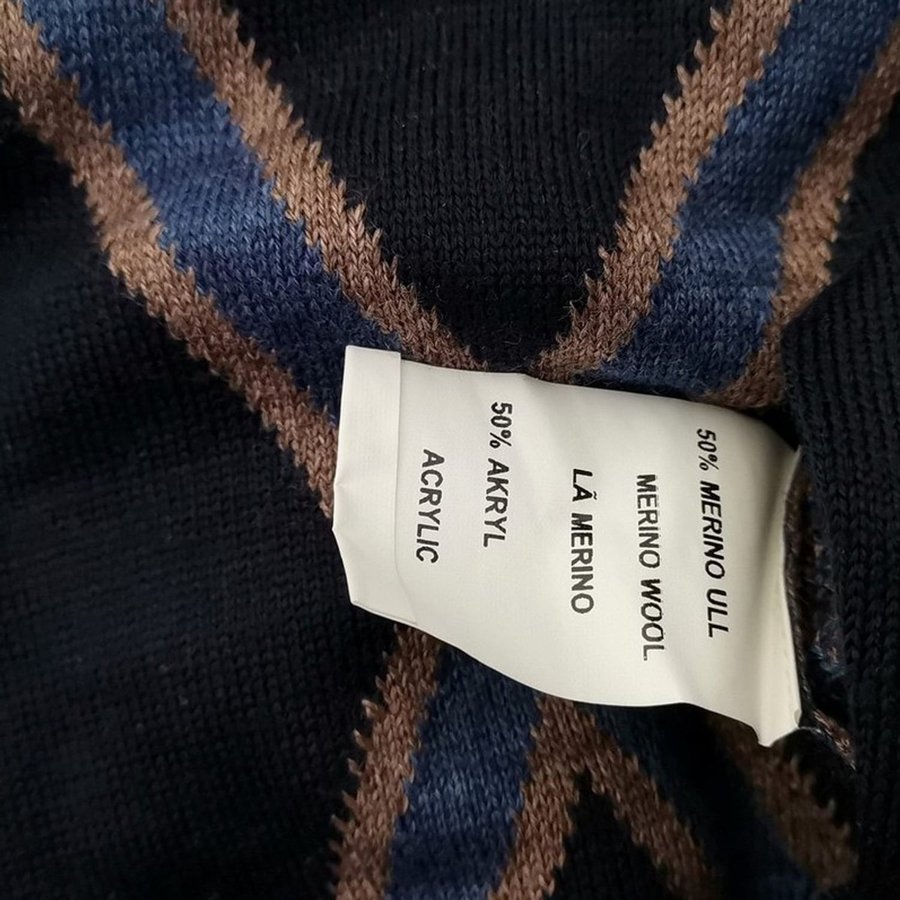 50% MERINO ULL
MERINO WOOL
LÃ MERINO
50% AKRYL
ACRYLIC